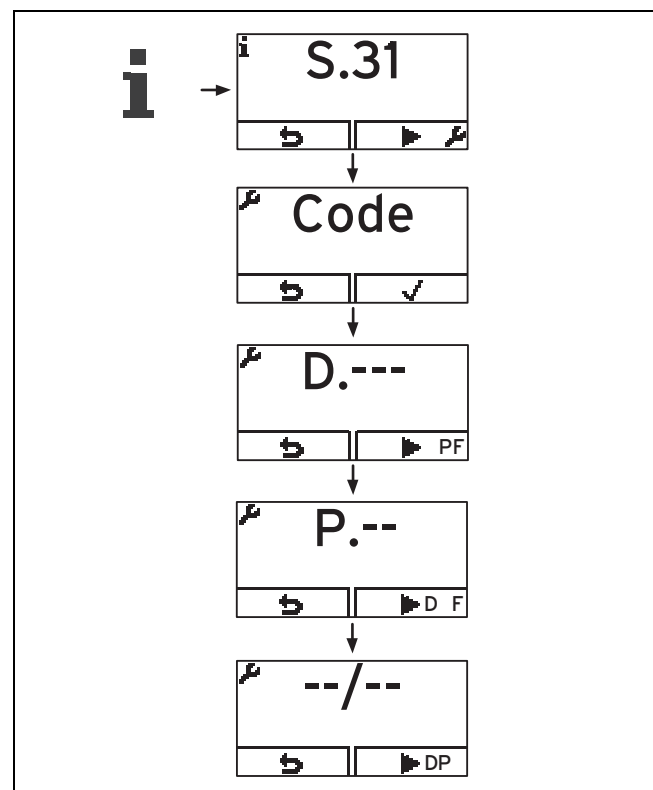 i
i
S.31
Code
D.---
PF
P.--
D F
--/--
DP